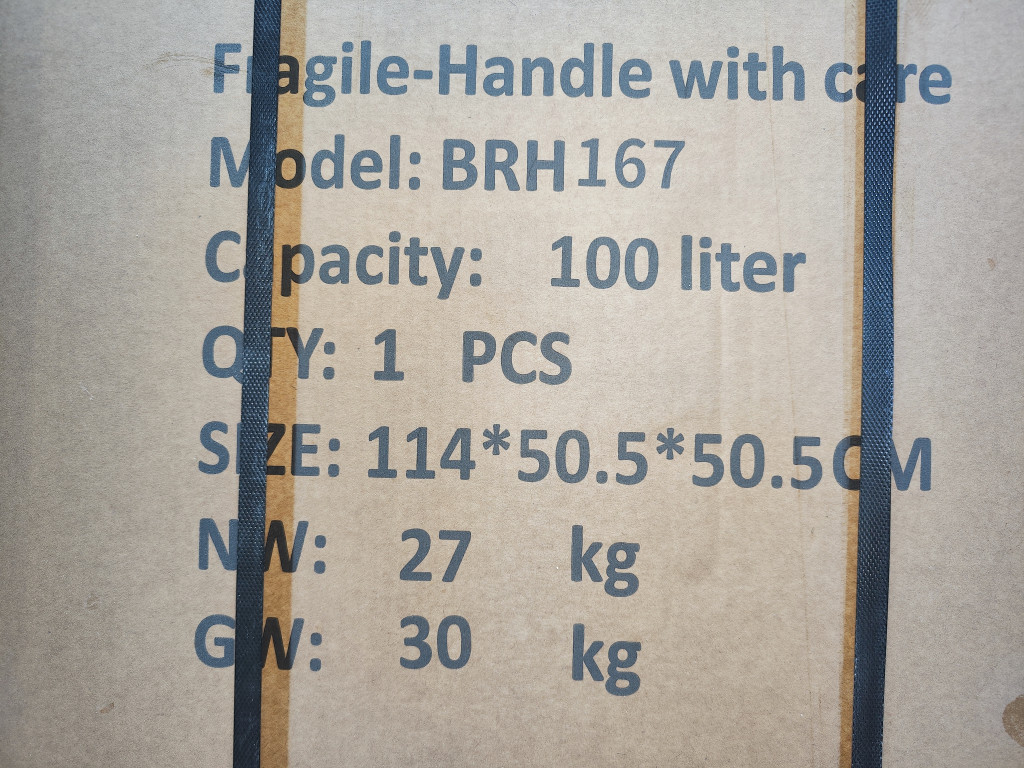 Fragile-Handle with care
Model: BRH167
Capacity: 100 liter
QTY: 1 PCS
SIZE: 114*50.5*50.5CM
NW: 27 kg
GW: 30 kg